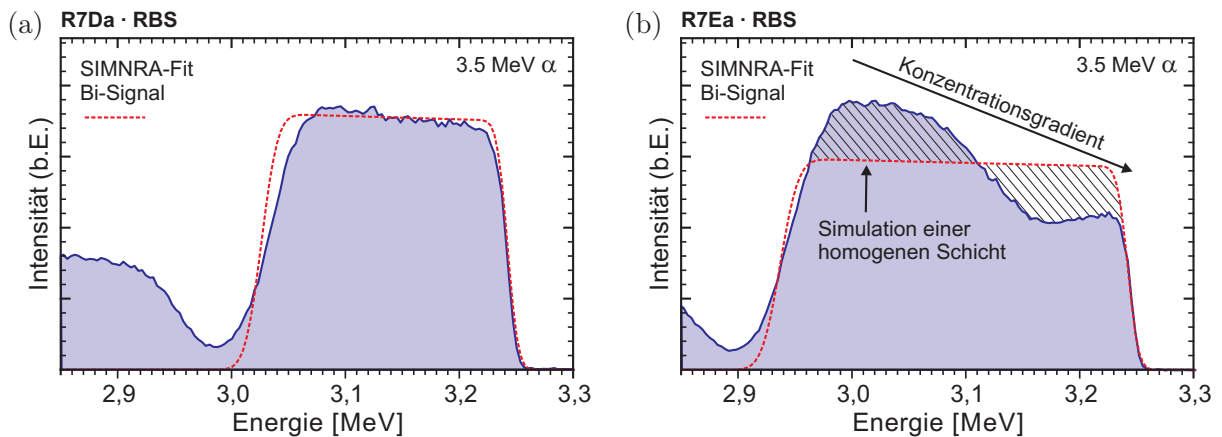 (a) R7Da · RBS
SIMNRA-Fit
Bi-Signal
3.5 MeV α
Intensität (b.E.)
2,9 3,0 3,1 3,2 3,3
Energie [MeV]
(b) R7Ea · RBS
SIMNRA-Fit
Bi-Signal
3.5 MeV α
Konzentrationsgradient
Simulation einer
homogenen Schicht
Intensität (b.E.)
2,9 3,0 3,1 3,2 3,3
Energie [MeV]